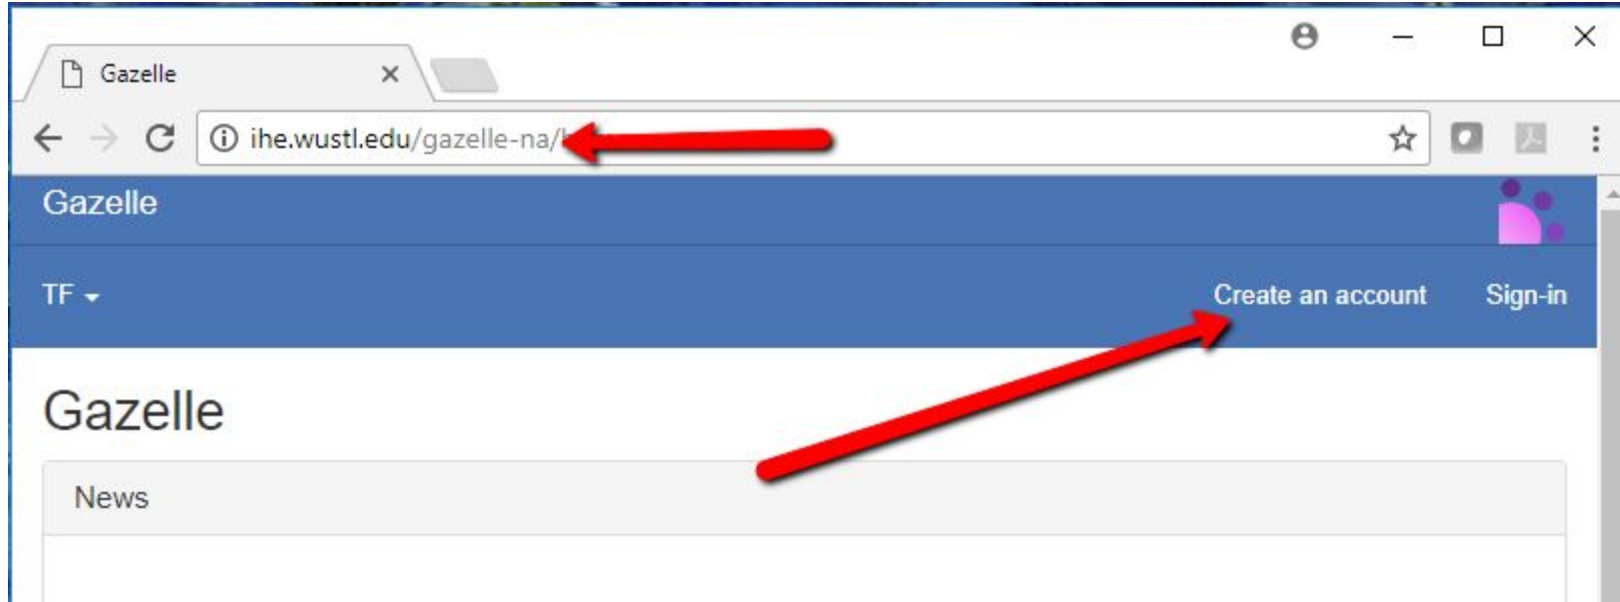 Gazelle
ihe.wustl.edu/gazelle-na/
Gazelle
TF
Create an account Sign-in
Gazelle
News